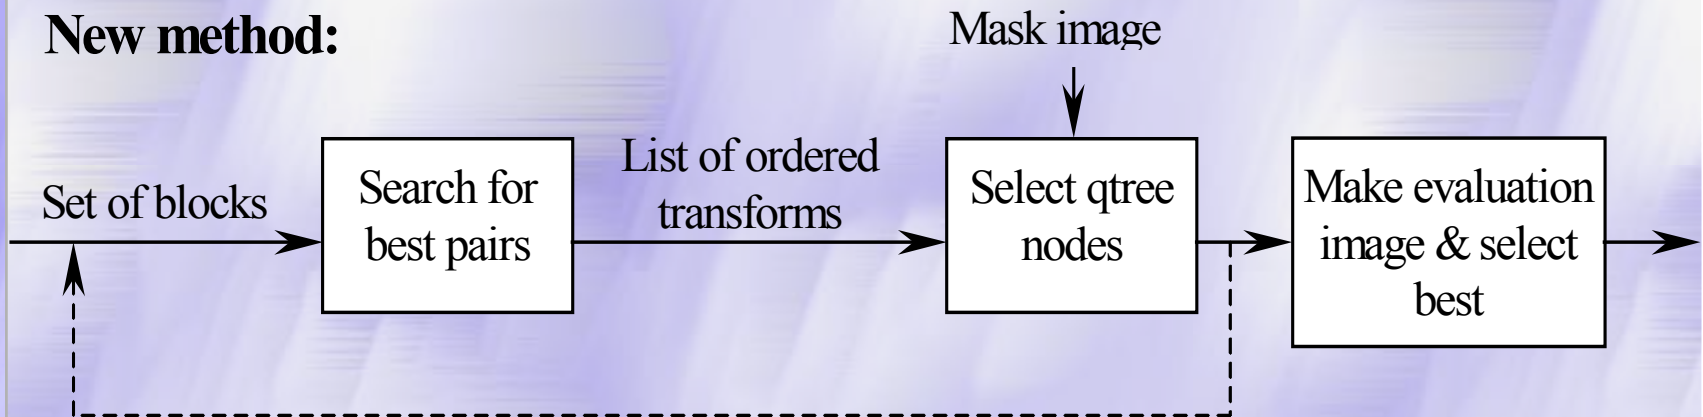 New method:
Mask image
Set of blocks
Search for
best pairs
List of ordered
transforms
Select qtree
nodes
Make evaluation
image & select
best